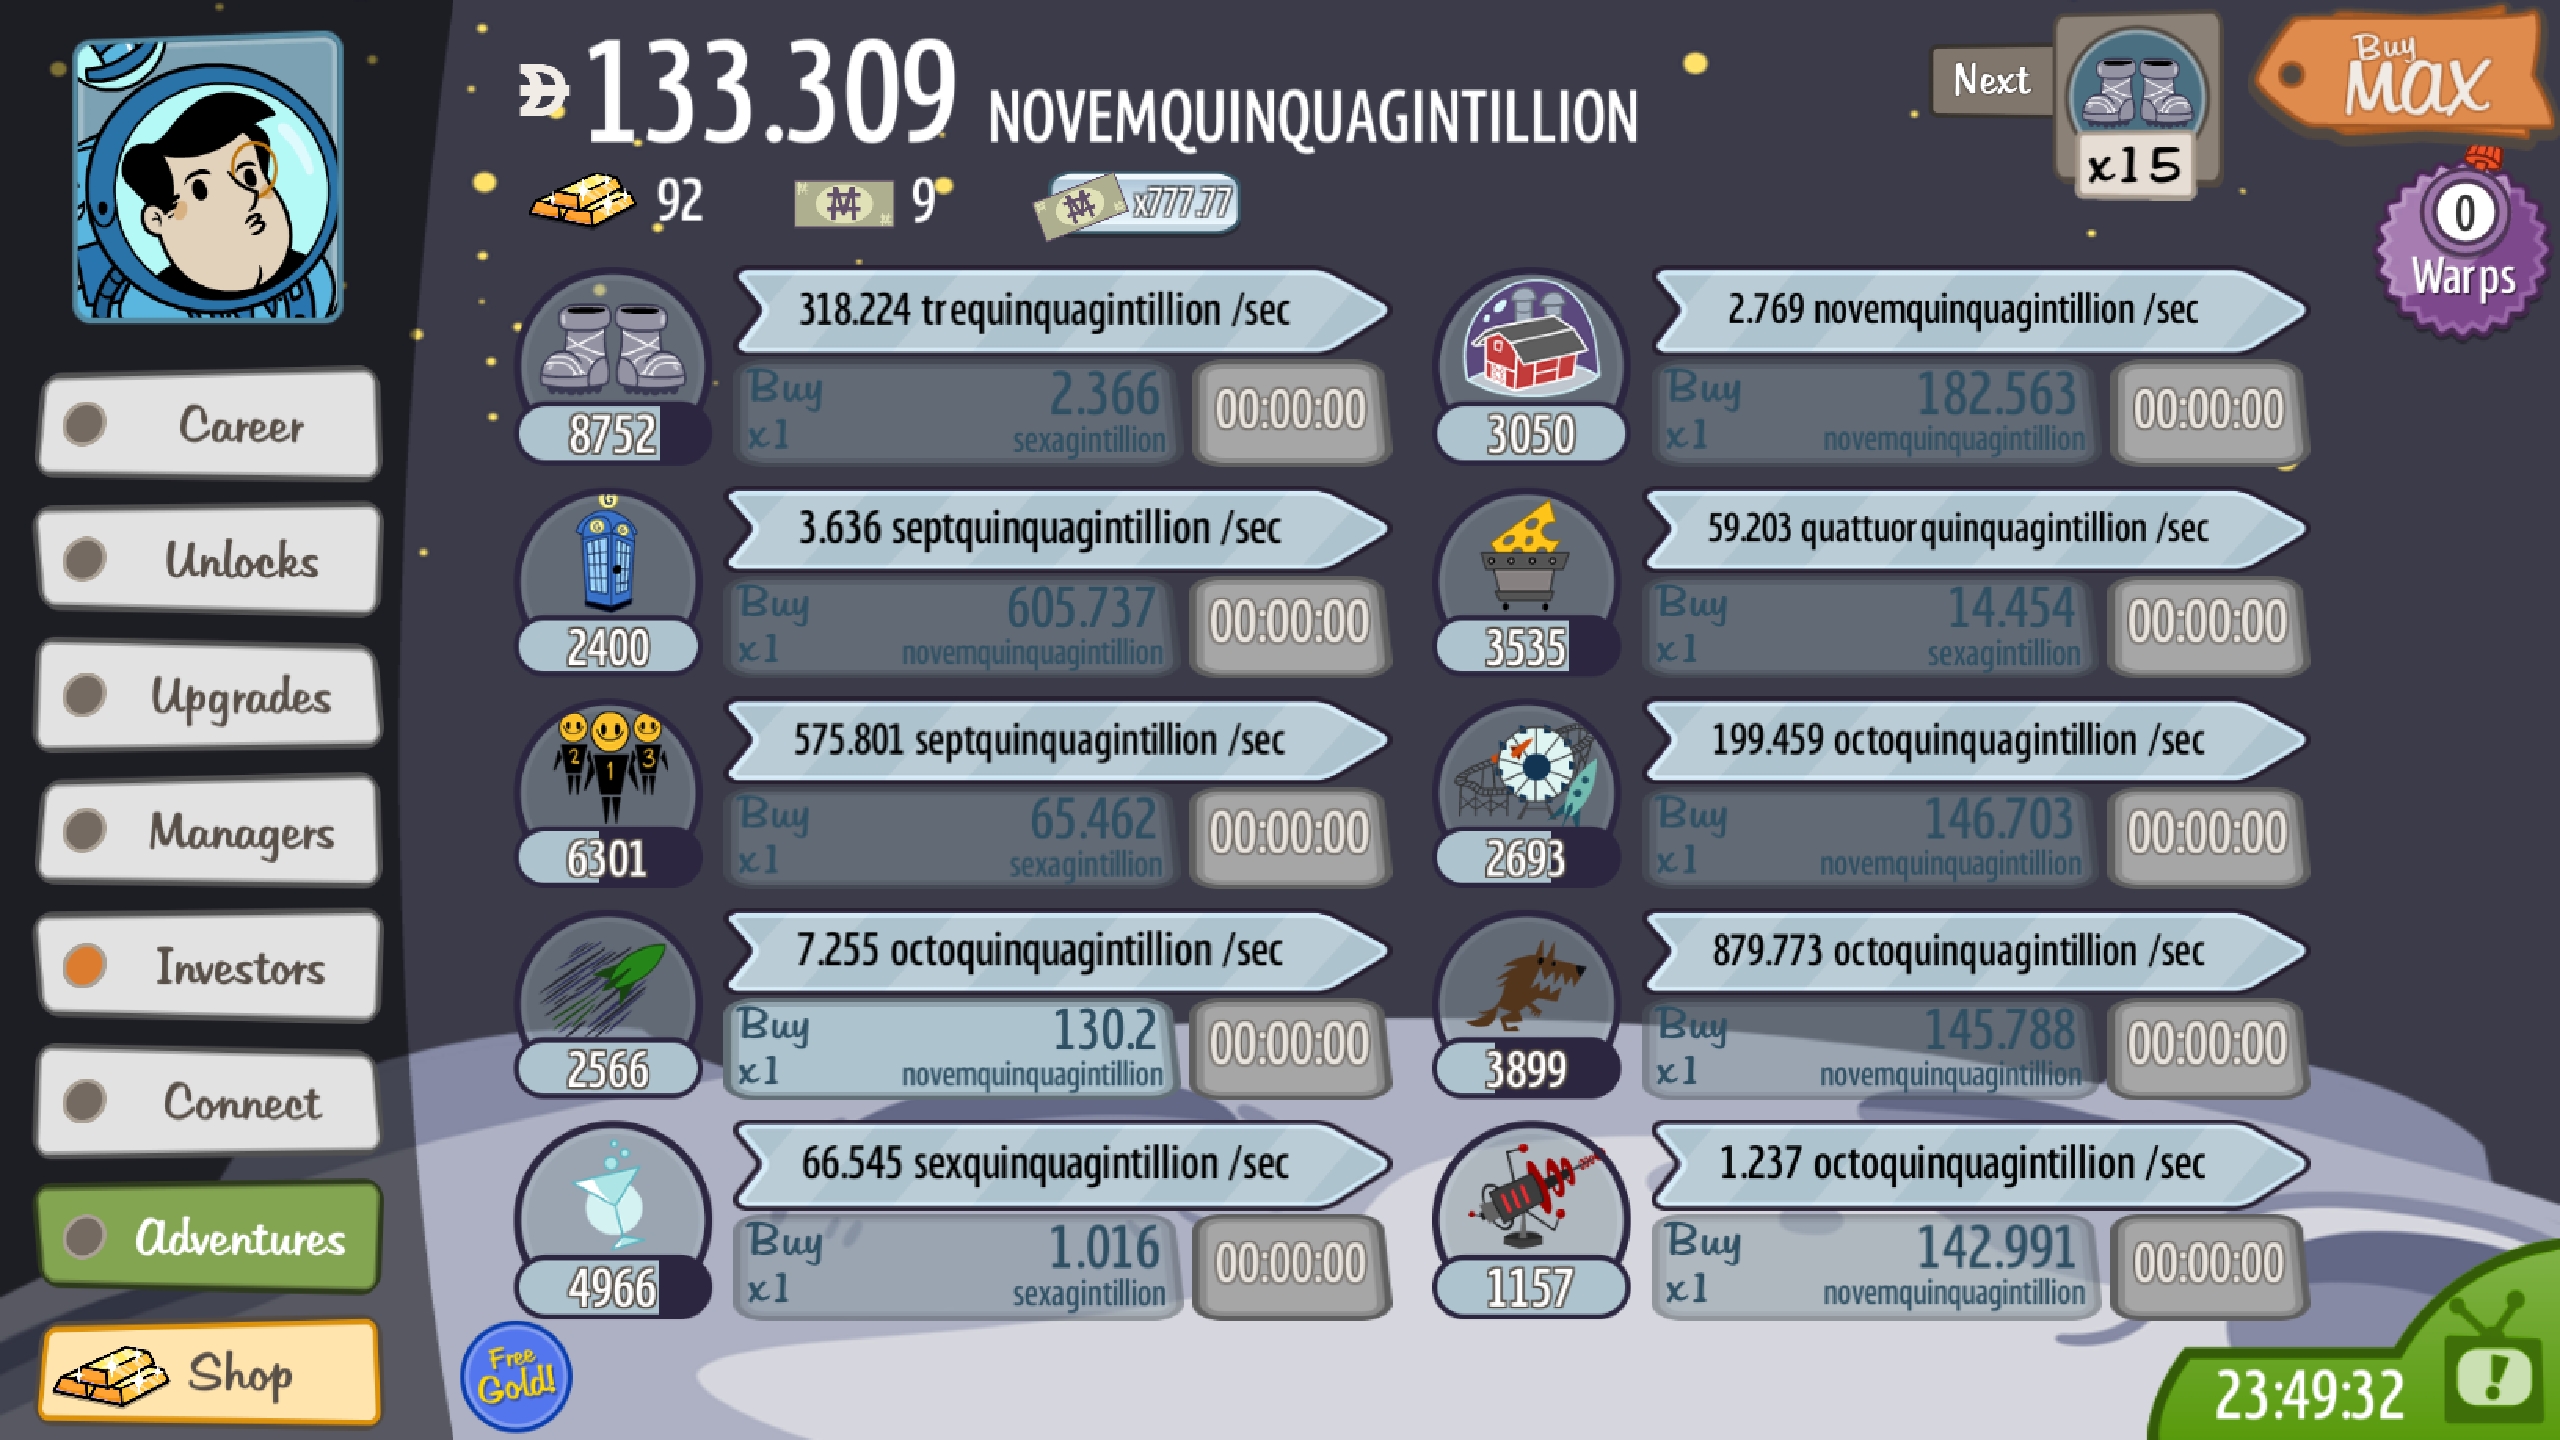 133.309 NOVEMQUINQUAGINTILLION
92
9
x777.77
Next
x15
Buy
MAX
0
Warps
Career
Unlocks
Upgrades
Managers
Investors
Connect
Adventures
Shop
318.224 trequinquagintillion /sec
Buy 2.366
x1 sexagintillion
00:00:00
8752
2.769 novemquinquagintillion /sec
Buy 182.563
x1 novemquinquagintillion
00:00:00
3050
3.636 septquinquagintillion /sec
Buy 605.737
x1 novemquinquagintillion
00:00:00
2400
59.203 quattuorquinquagintillion /sec
Buy 14.454
x1 sexagintillion
00:00:00
3535
2 1 3
575.801 septquinquagintillion /sec
Buy 65.462
x1 sexagintillion
00:00:00
6301
199.459 octoquinquagintillion /sec
Buy 146.703
x1 novemquinquagintillion
00:00:00
2693
7.255 octoquinquagintillion /sec
Buy 130.2
x1 novemquinquagintillion
00:00:00
2566
879.773 octoquinquagintillion /sec
Buy 145.788
x1 novemquinquagintillion
00:00:00
3899
66.545 sexquinquagintillion /sec
Buy 1.016
x1 sexagintillion
00:00:00
4966
1.237 octoquinquagintillion /sec
Buy 142.991
x1 novemquinquagintillion
00:00:00
1157
Free
Gold!
23:49:32
!